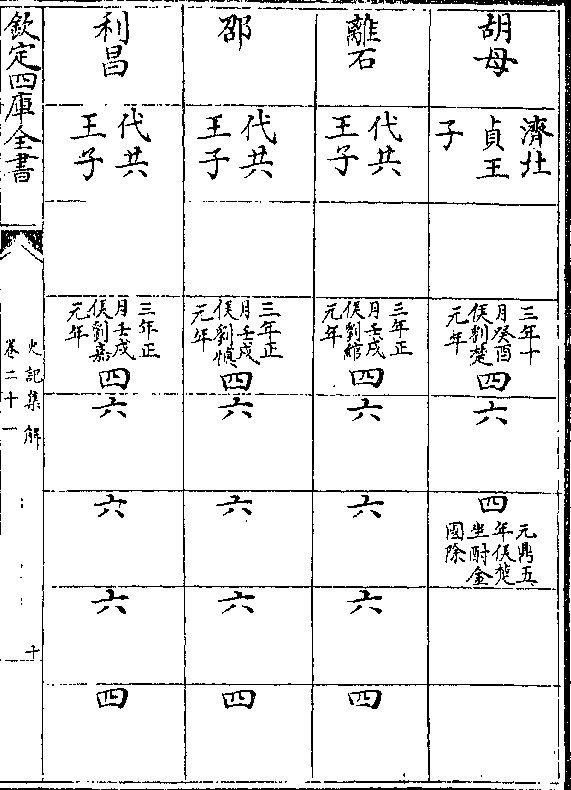 胡母
濟北
貞王
子
三年十
月癸酉
侯劉楚
元年
四
六
四
元鼎五
年侯楚
坐酎金
國除
離石
代共
王子
三年正
月壬戌
侯劉綰
元年
四
六
六
六
四
邵
代共
王子
三年正
月壬戌
侯劉慎
元年
四
六
六
六
四
利昌
代共
王子
三年正
月壬戌
侯劉嘉
元年
四
六
六
六
四
欽定四庫全書
史記集解
卷二十一
十